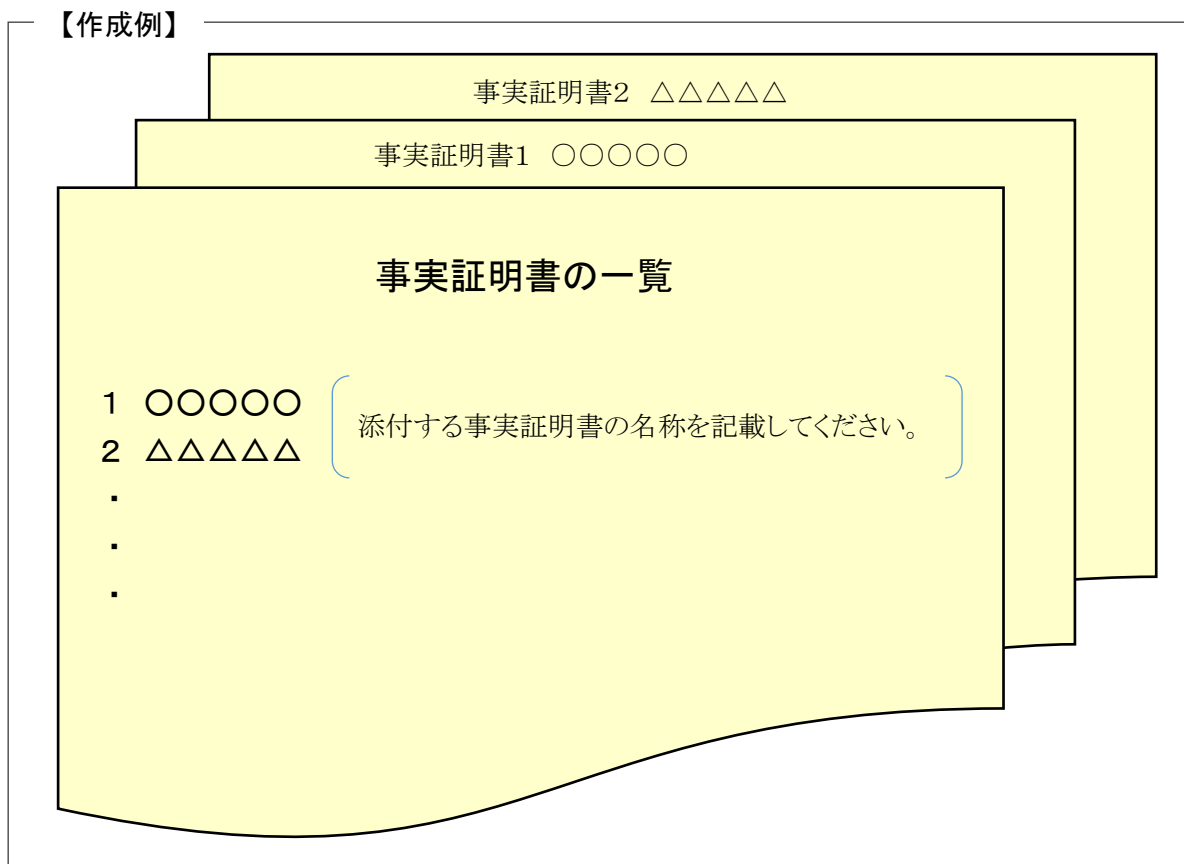 【作成例】
事実証明書2 △△△△△
事実証明書1 ○○○○○
事実証明書の一覧
1 ○○○○○
添付する事実証明書の名称を記載してください。
2 △△△△△
・
・
・